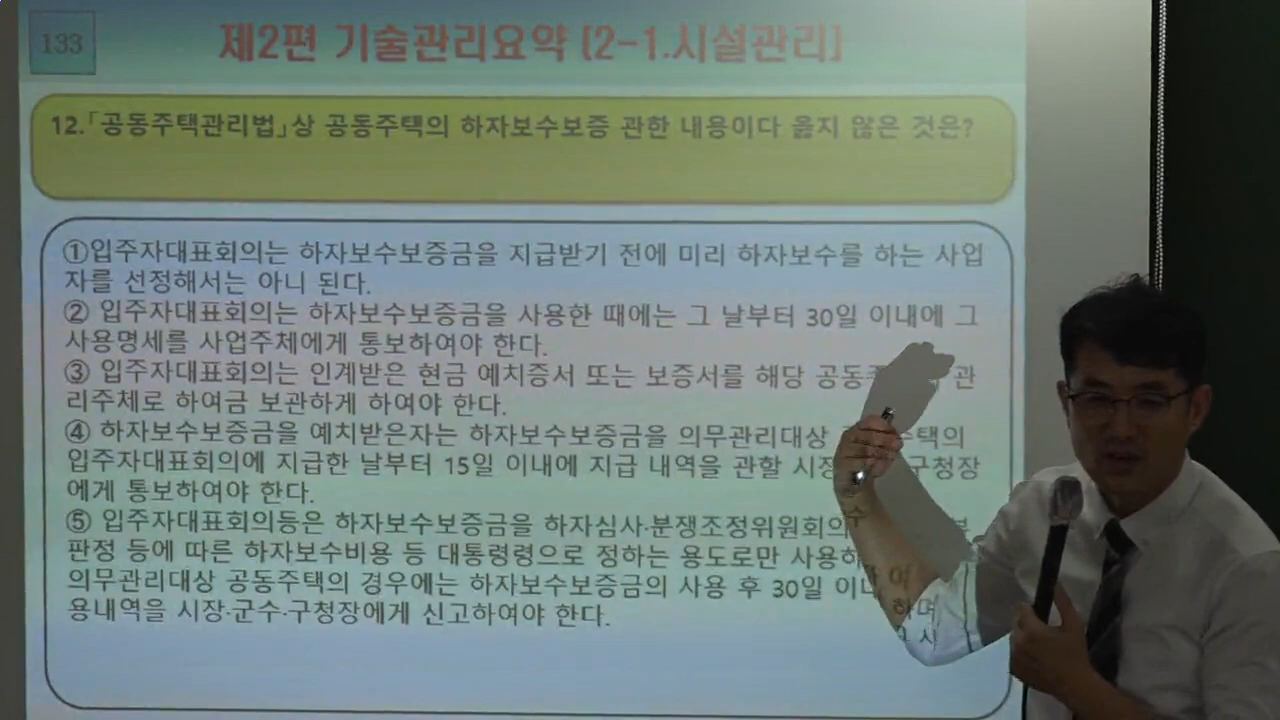 133
제2편 기술관리요약 [2-1.시설관리]
12.「공동주택관리법」상 공동주택의 하자보수보증 관한 내용이다 옳지 않은 것은?
①입주자대표회의는 하자보수보증금을 지급받기 전에 미리 하자보수를 하는 사업
자를 선정해서는 아니 된다.
② 입주자대표회의는 하자보수보증금을 사용한 때에는 그 날부터 30일 이내에 그
사용명세를 사업주체에게 통보하여야 한다.
③ 입주자대표회의는 인계받은 현금 예치증서 또는 보증서를 해당 관
리주체로 하여금 보관하게 하여야 한다.
④ 하자보수보증금을 예치받은자는 하자보수보증금을 의무관리대상
입주자대표회의에 지급한 날부터 15일 이내에 지급 내역을 관할 구청장
에게 통보하여야 한다.
⑤ 입주자대표회의등은 하자보수보증금을 하자심사·분쟁조정위원회의
판정 등에 따른 하자보수비용 등 대통령령으로 정하는 용도로만 하며
의무관리대상 공동주택의 경우에는 하자보수보증금의 사용 후 30일
용내역을 시장·군수·구청장에게 신고하여야 한다.